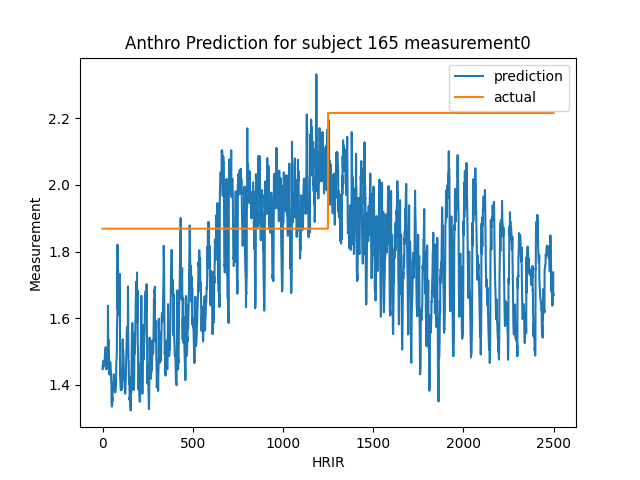 Anthro Prediction for subject 165 measurement0
prediction
actual
2.2
2.0
1.8
1.6
1.4
Measurement
0
500
1000
1500
2000
2500
HRIR